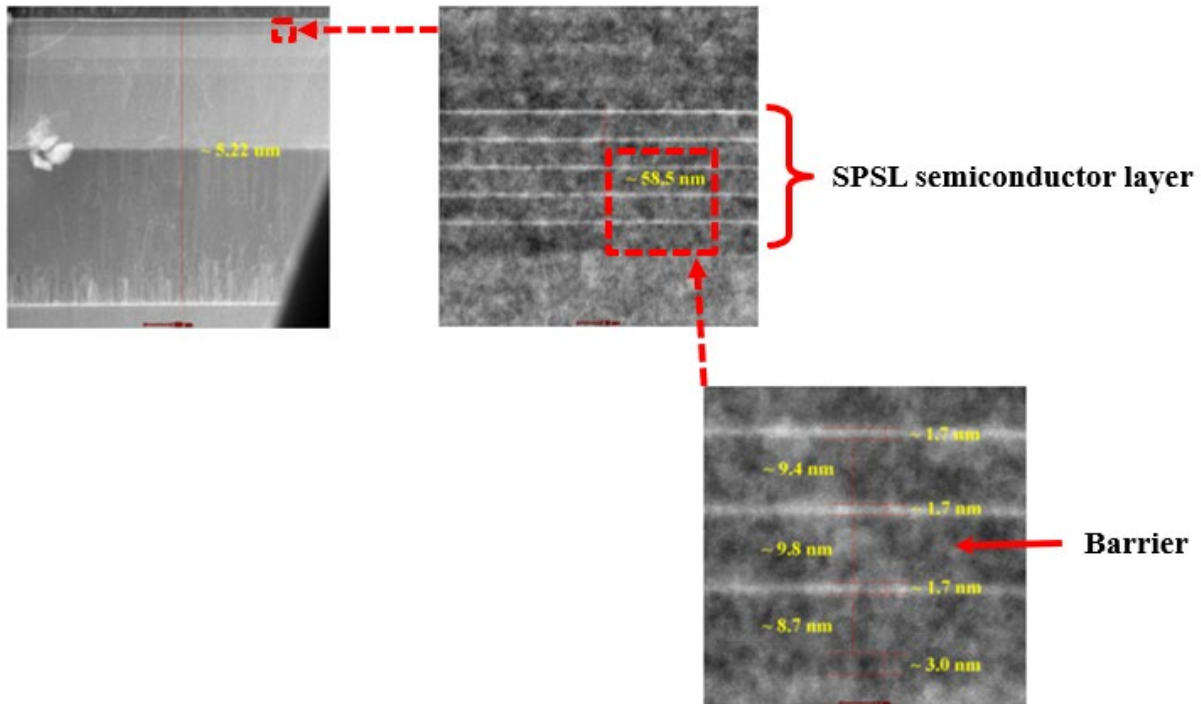 ~ 5.22 um
~ 58.5 nm
SPSL semiconductor layer
~ 1.7 nm
~ 9.4 nm
~ 1.7 nm
~ 9.8 nm
Barrier
~ 1.7 nm
~ 8.7 nm
~ 3.0 nm